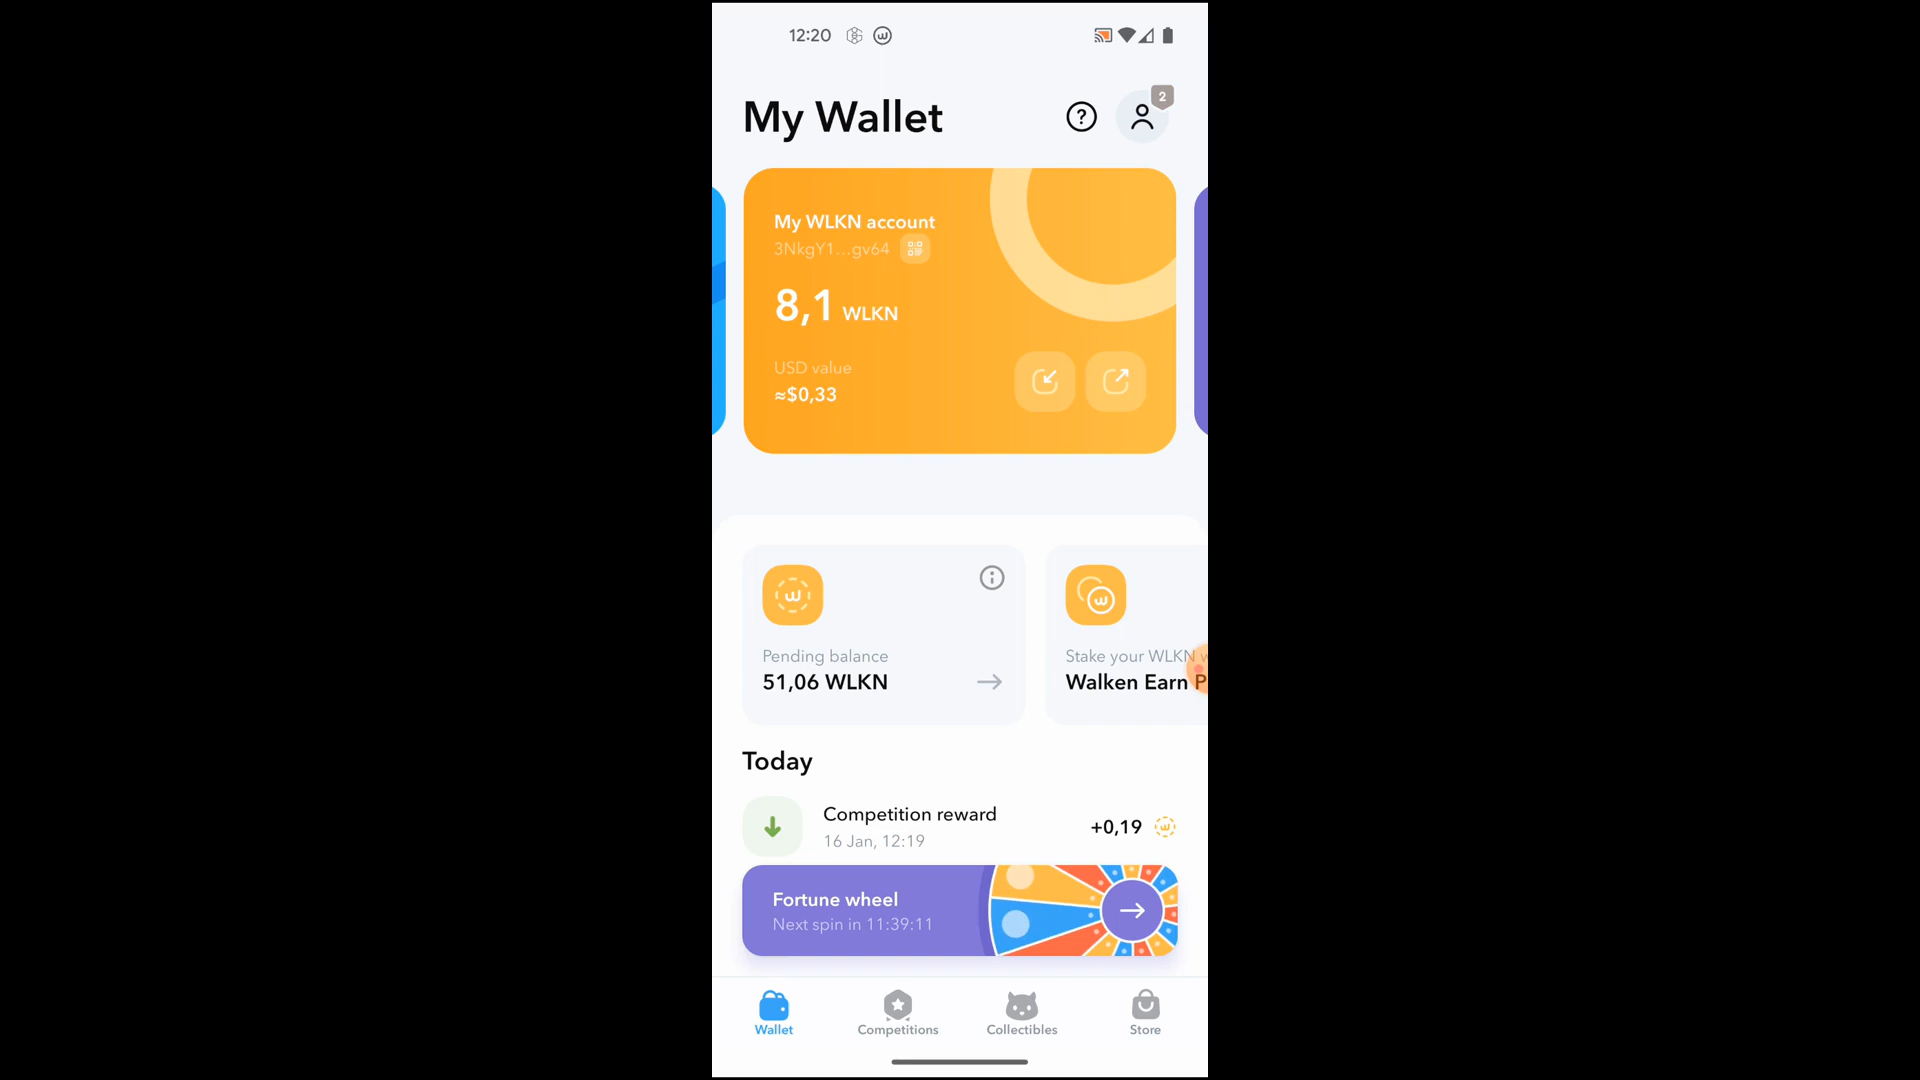 12:20
My Wallet
?
2
My WLKN account
3NkgY1...gv64
8,1 WLKN
USD value
≈$0,33
Pending balance
51,06 WLKN
Stake your WLKN
Walken Earn P
Today
Competition reward
+0,19
16 Jan, 12:19
Fortune wheel
Next spin in 11:39:11
Wallet
Competitions
Collectibles
Store